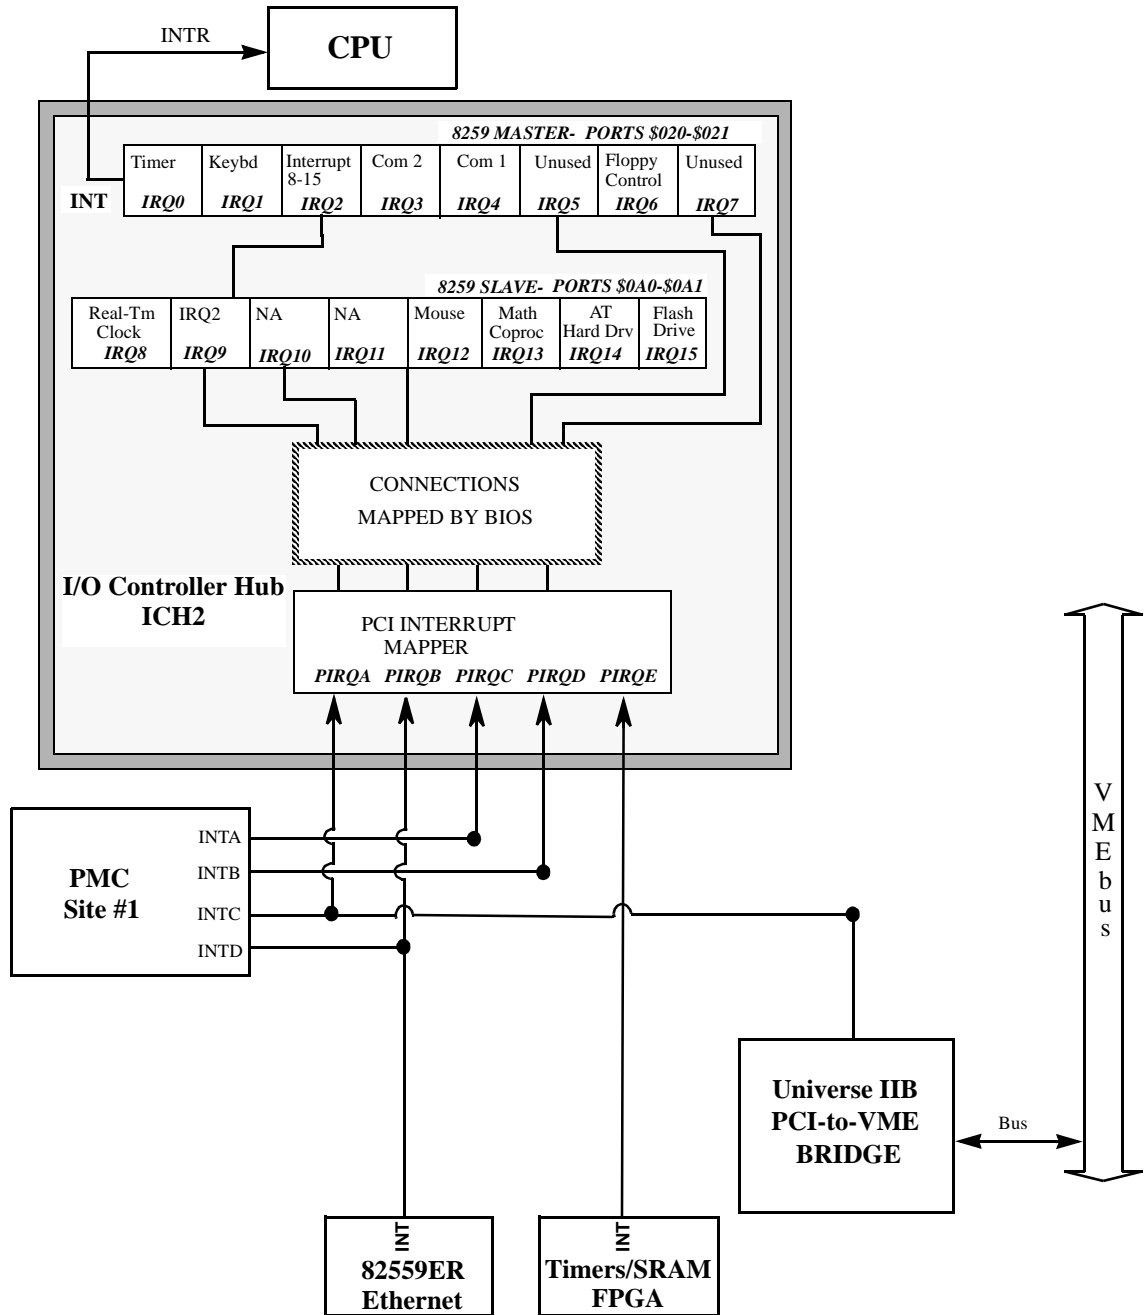 INTR
CPU
8259 MASTER- PORTS $020-$021
Timer
IRQ0
Keybd
IRQ1
Interrupt
8-15
IRQ2
Com 2
IRQ3
Com 1
IRQ4
Unused
IRQ5
Floppy
Control
IRQ6
Unused
IRQ7
INT
8259 SLAVE- PORTS $0A0-$0A1
Real-Tm
Clock
IRQ8
IRQ2
IRQ9
NA
IRQ10
NA
IRQ11
Mouse
IRQ12
Math
Coproc
IRQ13
AT
Hard Drv
IRQ14
Flash
Drive
IRQ15
CONNECTIONS
MAPPED BY BIOS
I/O Controller Hub
ICH2
PCI INTERRUPT
MAPPER
PIRQA PIRQB PIRQC PIRQD PIRQE
PMC
Site #1
INTA
INTB
INTC
INTD
VMEbus
Universe IIB
PCI-to-VME
BRIDGE
Bus
INT
82559ER
Ethernet
INT
Timers/SRAM
FPGA